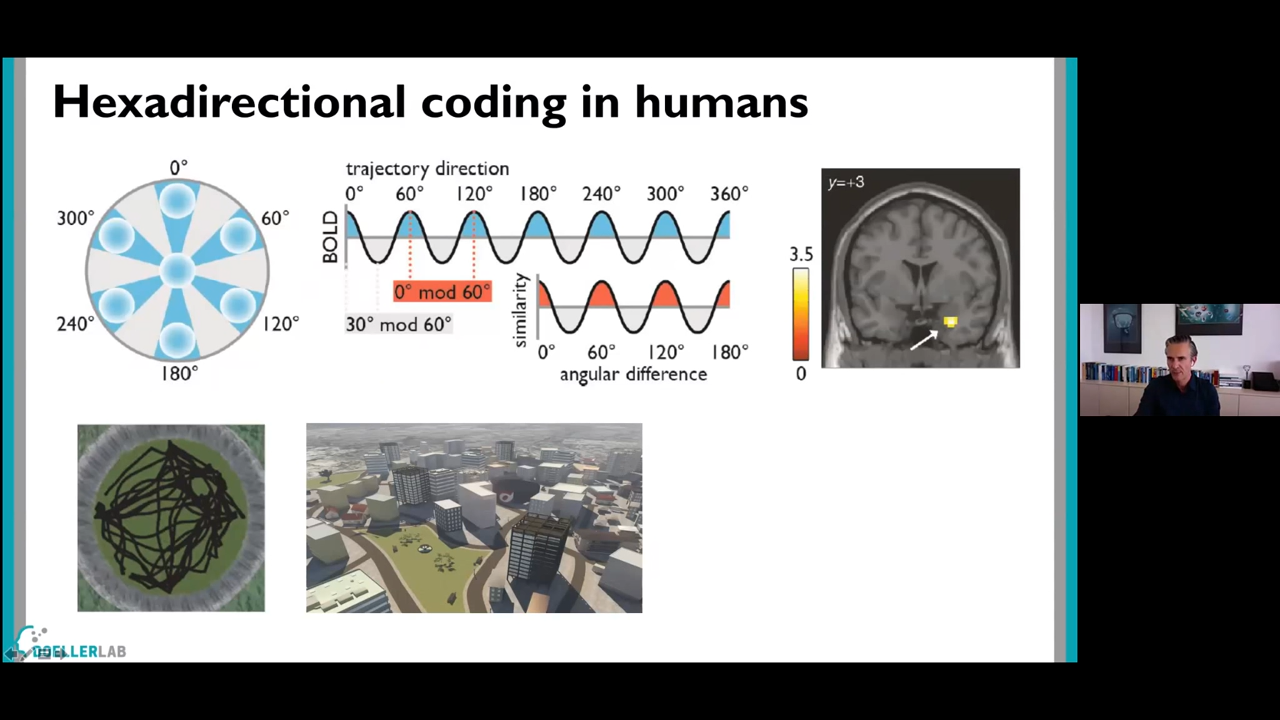 Hexadirectional coding in humans
0°
300°
60°
240°
120°
180°
trajectory direction
0° 60° 120° 180° 240° 300° 360°
BOLD
0° mod 60°
30° mod 60°
similarity
0° 60° 120° 180°
angular difference
y=+3
3.5
0
DOELLERLAB